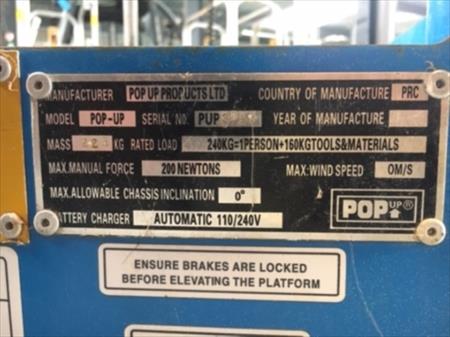 MANUFACTURER POP UP PRODUCTS LTD COUNTRY OF MANUFACTURE PRC
MODEL POP-UP SERIAL NO. PUP YEAR OF MANUFACTURE
MASS KG RATED LOAD 240KG=1PERSON+160KGTOOLS&MATERIALS
MAX.MANUAL FORCE 200 NEWTONS MAX.WIND SPEED 0M/S
MAX.ALLOWABLE CHASSIS INCLINATION 0°
BATTERY CHARGER AUTOMATIC 110/240V
POP UP®
ENSURE BRAKES ARE LOCKED
BEFORE ELEVATING THE PLATFORM